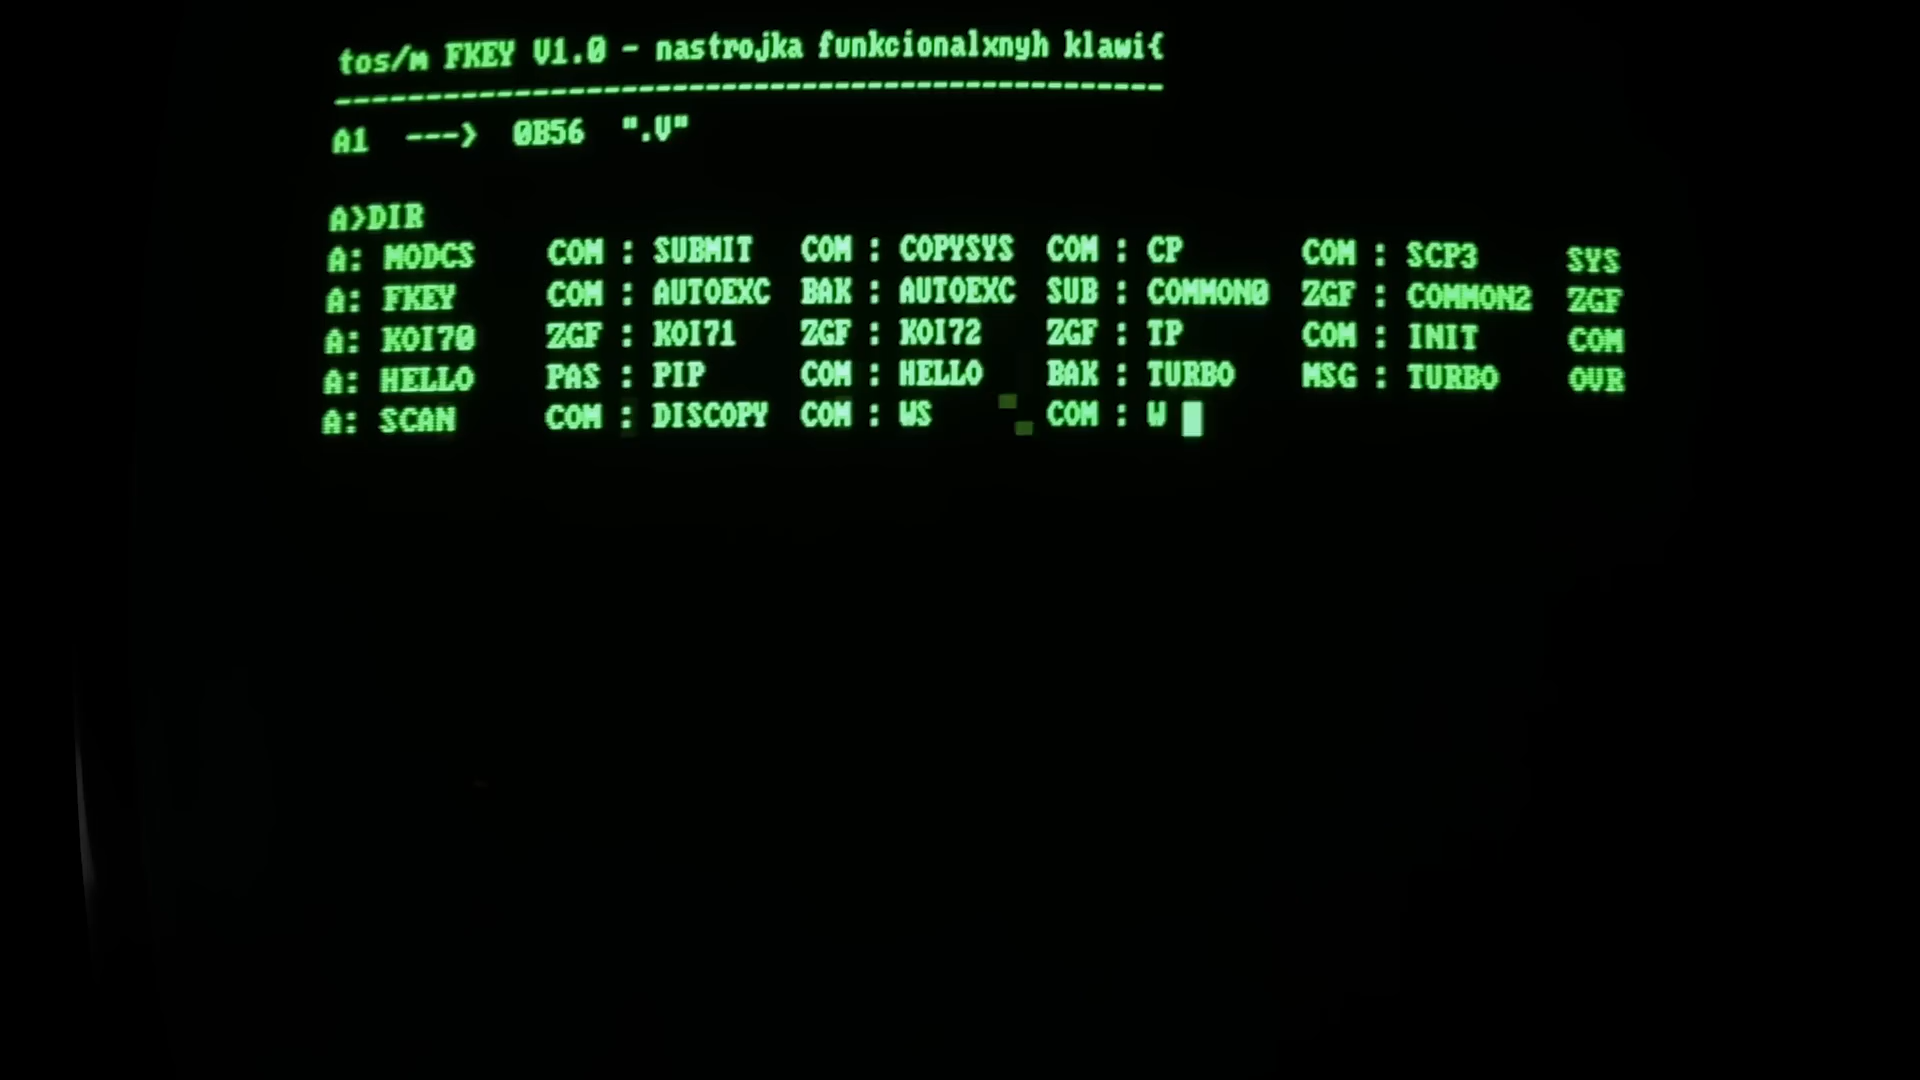 tos/m FKEY V1.0 - nastrojka funkcionalxnyh klawi{
----------------------------------------------
A1 ---> 0B56 ".V"
A>DIR
A: MODCS COM : SUBMIT COM : COPYSYS COM : CP COM : SCP3 SYS
A: FKEY COM : AUTOEXC BAK : AUTOEXC SUB : COMMON0 ZGF : COMMON2 ZGF
A: KOI70 ZGF : KOI71 ZGF : KOI72 ZGF : TP COM : INIT COM
A: HELLO PAS : PIP COM : HELLO BAK : TURBO MSG : TURBO OVR
A: SCAN COM : DISCOPY COM : WS COM : W